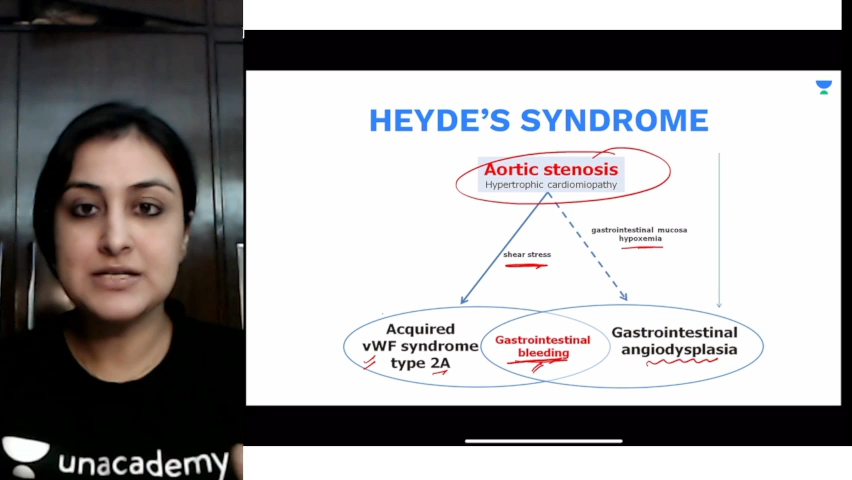 HEYDE'S SYNDROME
Aortic stenosis
Hypertrophic cardiomiopathy
gastrointestinal mucosa
hypoxemia
shear stress
Acquired
vWF syndrome
type 2A
Gastrointestinal
bleeding
Gastrointestinal
angiodysplasia
unacademy